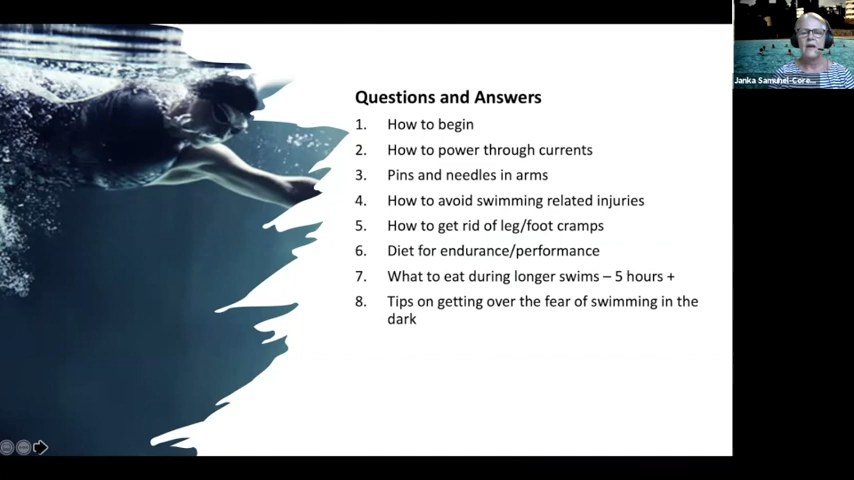 Questions and Answers
1. How to begin
2. How to power through currents
3. Pins and needles in arms
4. How to avoid swimming related injuries
5. How to get rid of leg/foot cramps
6. Diet for endurance/performance
7. What to eat during longer swims – 5 hours +
8. Tips on getting over the fear of swimming in the
dark
Janka Samuhel-Core...